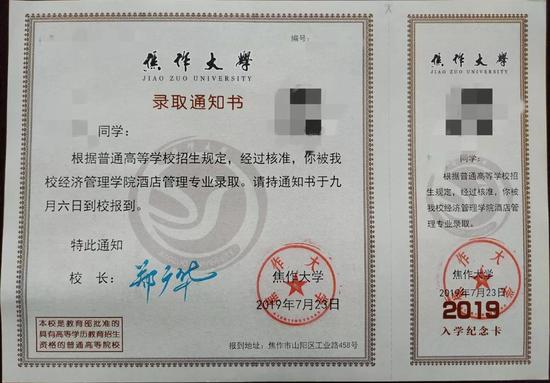 焦作大学
JIAO ZUO UNIVERSITY
编号:
录取通知书
同学:
根据普通高等学校招生规定，经过核准，你被我
校经济管理学院酒店管理专业录取。请持通知书于九
月六日到校报到。
特此通知
校 长:
郑广华
焦作大学
2019年7月23日
本校是教育部批准的
具有高等学历教育招生
资格的普通高等院校
报到地址: 焦作市山阳区工业路458号
焦作大学
JIAO ZUO UNIVERSITY
同学:
根据普通高等学校招
生规定，经过核准，你被
我校经济管理学院酒店管
理专业录取。
焦作大学
2019年7月23日
2019
入学纪念卡